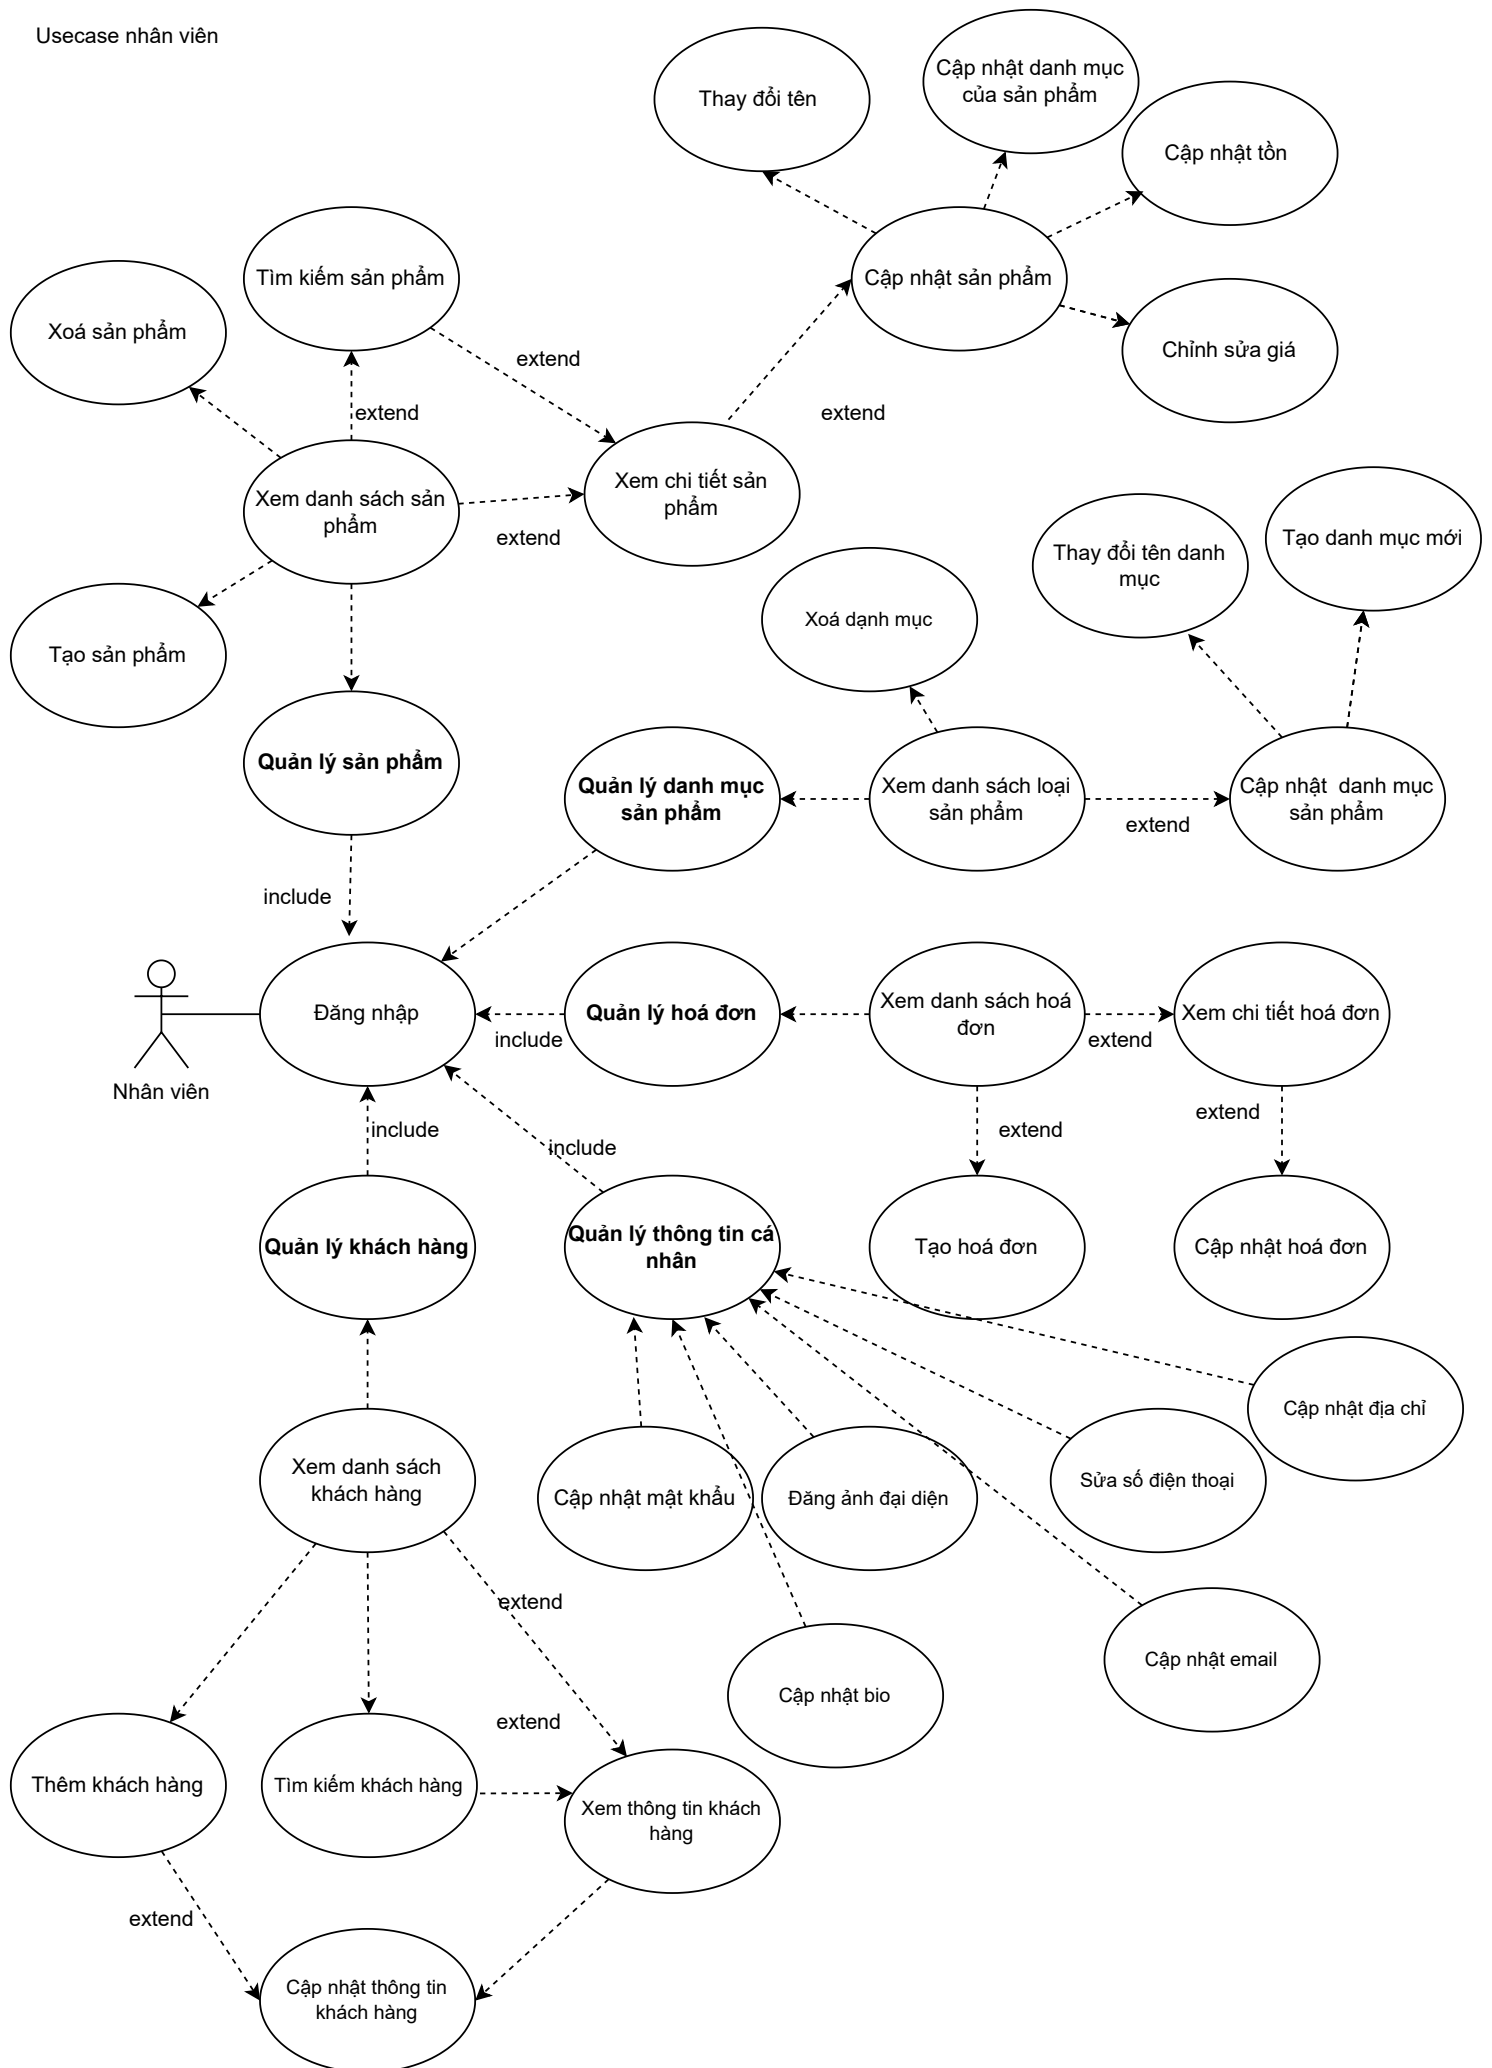 Usecase nhân viên
Thay đổi tên
Cập nhật danh mục
của sản phẩm
Cập nhật tồn
Tìm kiếm sản phẩm
Cập nhật sản phẩm
Xoá sản phẩm
Chỉnh sửa giá
extend
extend
extend
Xem danh sách sản
phẩm
Xem chi tiết sản
phẩm
extend
Thay đổi tên danh
mục
Tạo danh mục mới
Xoá dạnh mục
Tạo sản phẩm
Quản lý sản phẩm
Quản lý danh mục
sản phẩm
Xem danh sách loại
sản phẩm
extend
Cập nhật  danh mục
sản phẩm
include
Đăng nhập
Quản lý hoá đơn
Xem danh sách hoá
đơn
Xem chi tiết hoá đơn
include
extend
Nhân viên
include
include
extend
extend
Quản lý khách hàng
Quản lý thông tin cá
nhân
Tạo hoá đơn
Cập nhật hoá đơn
Cập nhật địa chỉ
Xem danh sách
khách hàng
Cập nhật mật khẩu
Đăng ảnh đại diện
Sửa số điện thoại
extend
Cập nhật email
Cập nhật bio
extend
Thêm khách hàng
Tìm kiếm khách hàng
Xem thông tin khách
hàng
extend
Cập nhật thông tin
khách hàng